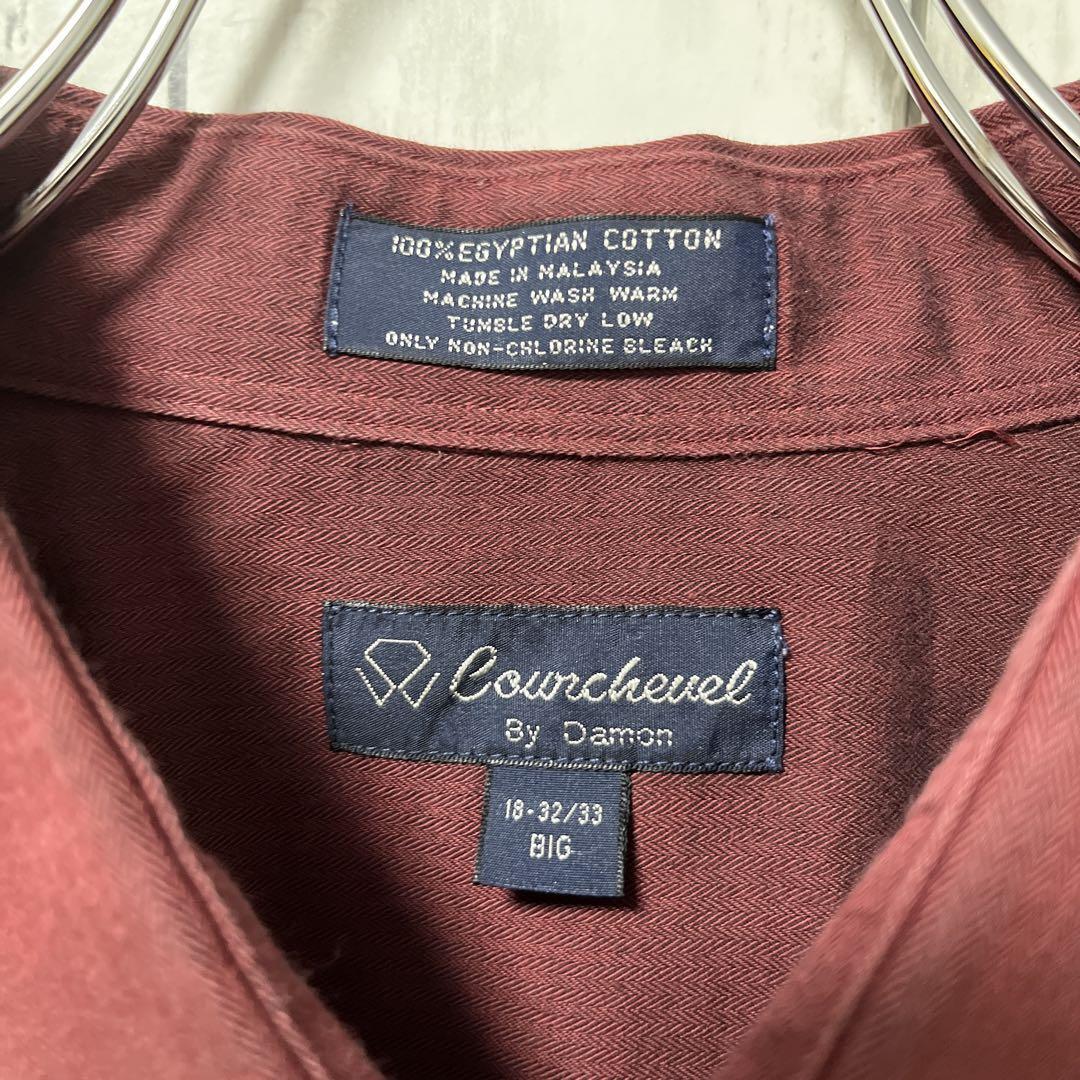 100% EGYPTIAN COTTON
MADE IN MALAYSIA
MACHINE WASH WARM
TUMBLE DRY LOW
ONLY NON-CHLORINE BLEACH
Courchevel
By Damon
18-32/33
BIG